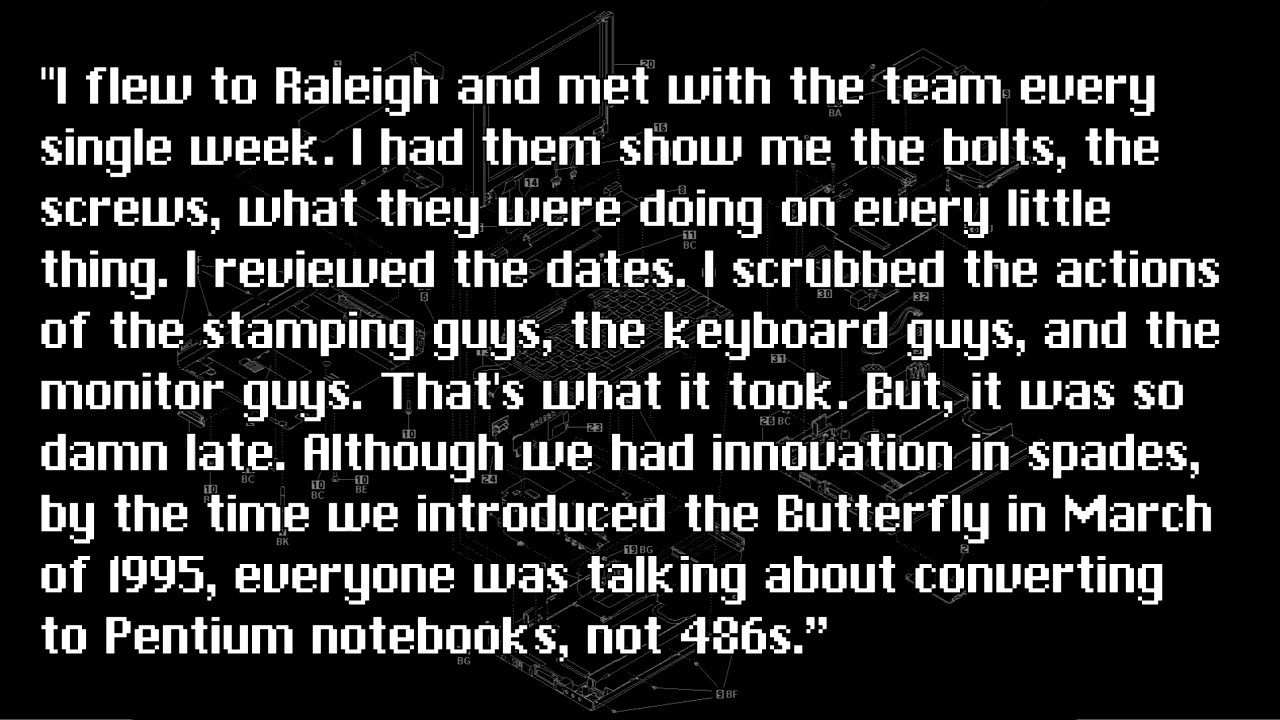 "I flew to Raleigh and met with the team every
single week. I had them show me the bolts, the
screws, what they were doing on every little
thing. I reviewed the dates. I scrubbed the actions
of the stamping guys, the keyboard guys, and the
monitor guys. That's what it took. But, it was so
damn late. Although we had innovation in spades,
by the time we introduced the Butterfly in March
of 1995, everyone was talking about converting
to Pentium notebooks, not 486s.”